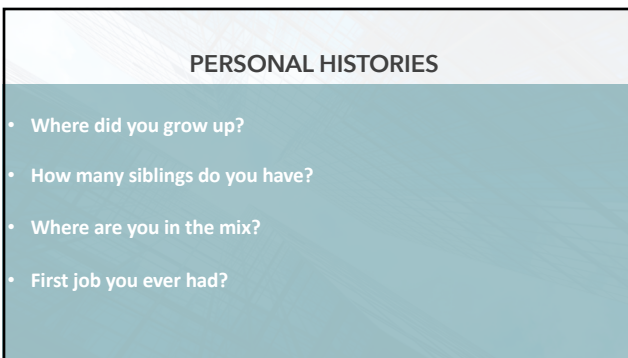 PERSONAL HISTORIES
• Where did you grow up?
• How many siblings do you have?
• Where are you in the mix?
• First job you ever had?